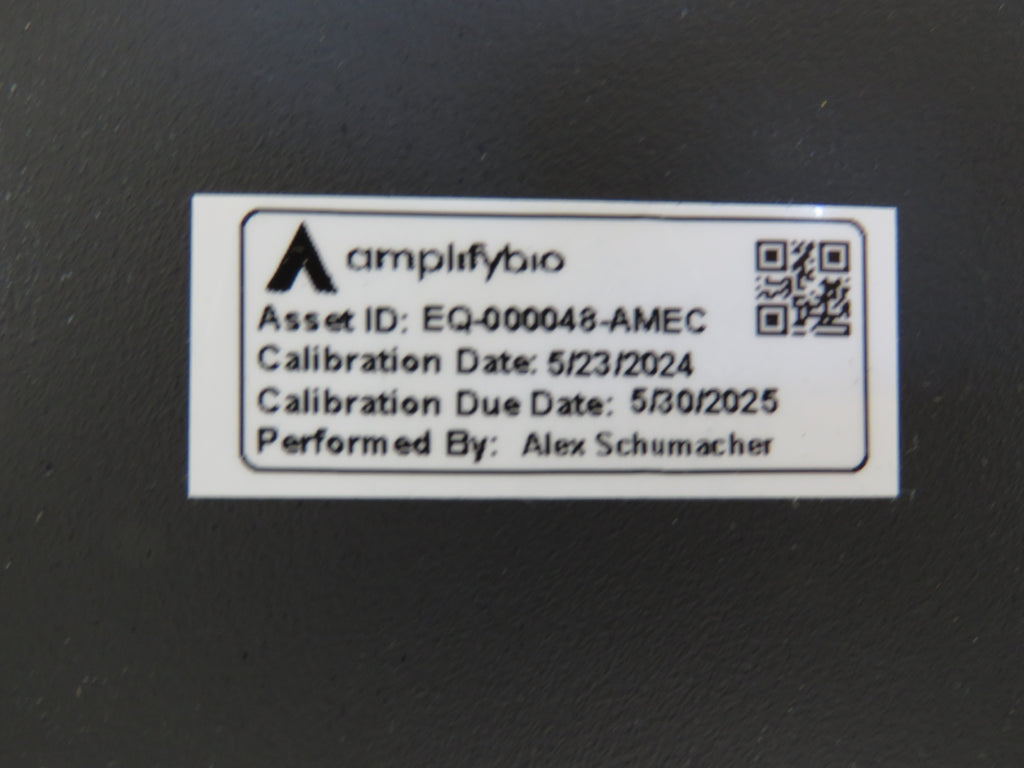 amplifybio
Asset ID: EQ-000048-AMEC
Calibration Date: 5/23/2024
Calibration Due Date: 5/30/2025
Performed By: Alex Schumacher